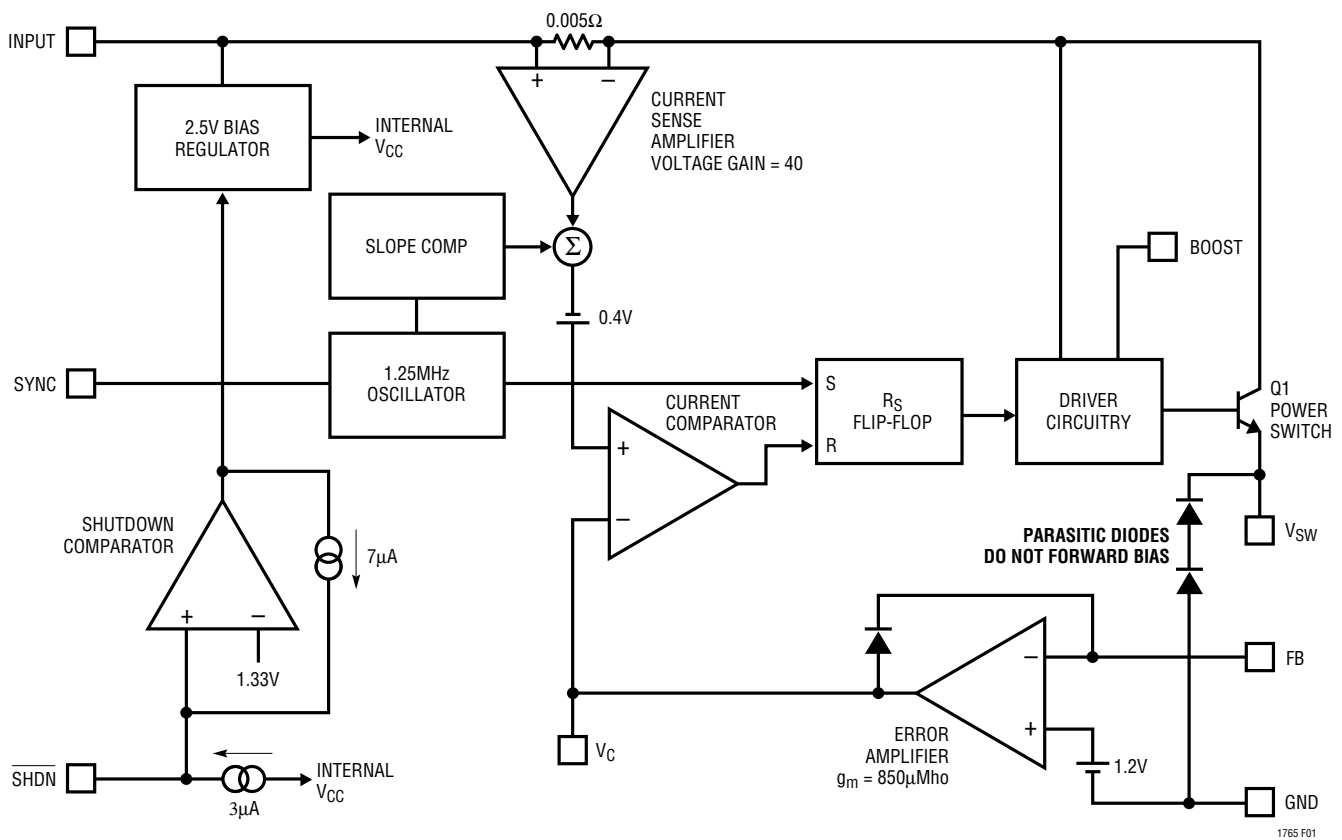 INPUT
0.005Ω
+
−
2.5V BIAS
REGULATOR
INTERNAL
VCC
CURRENT
SENSE
AMPLIFIER
VOLTAGE GAIN = 40
SLOPE COMP
Σ
BOOST
0.4V
SYNC
1.25MHz
OSCILLATOR
S
RS
FLIP-FLOP
R
DRIVER
CIRCUITRY
Q1
POWER
SWITCH
CURRENT
COMPARATOR
+
−
SHUTDOWN
COMPARATOR
7µA
PARASITIC DIODES
DO NOT FORWARD BIAS
VSW
+
−
1.33V
−
FB
+
ERROR
AMPLIFIER
gm = 850µMho
1.2V
VC
SHDN
INTERNAL
VCC
3µA
GND
1765 F01